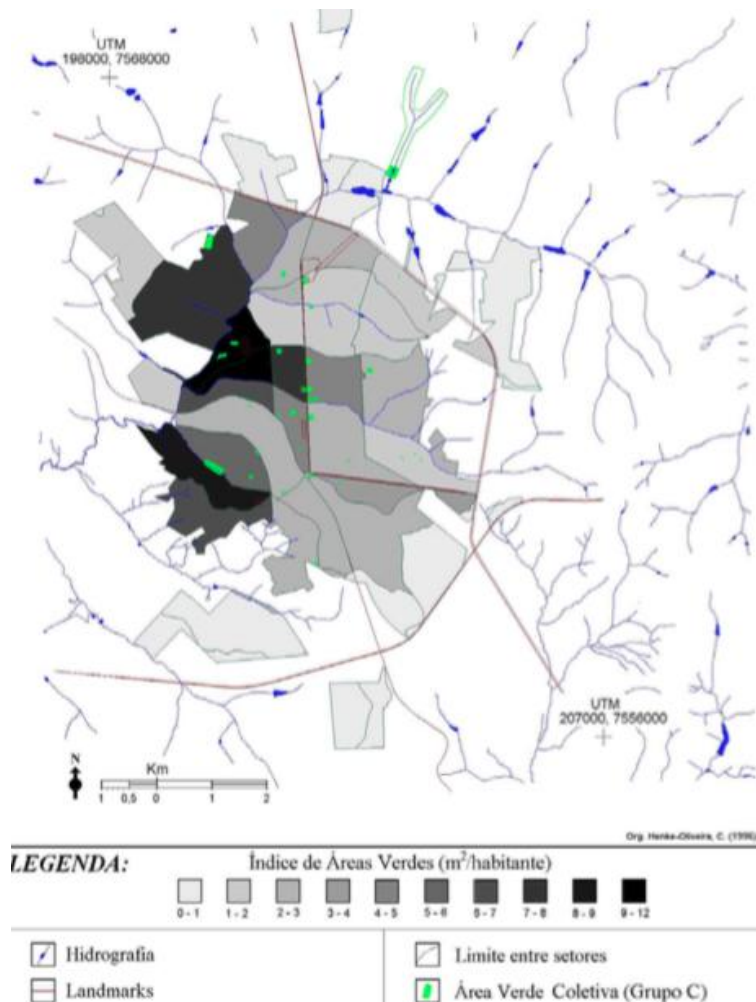 UTM
198000, 7568000
UTM
207000, 7556000
N
Km
1 0,5 0 1 2
Org. Henke-Oliveira, C. (1996)
LEGENDA: Índice de Áreas Verdes (m²/habitante)
0 - 1 1 - 2 2 - 3 3 - 4 4 - 5 5 - 6 6 - 7 7 - 8 8 - 9 9 - 12
Hidrografia Limite entre setores
Landmarks Área Verde Coletiva (Grupo C)